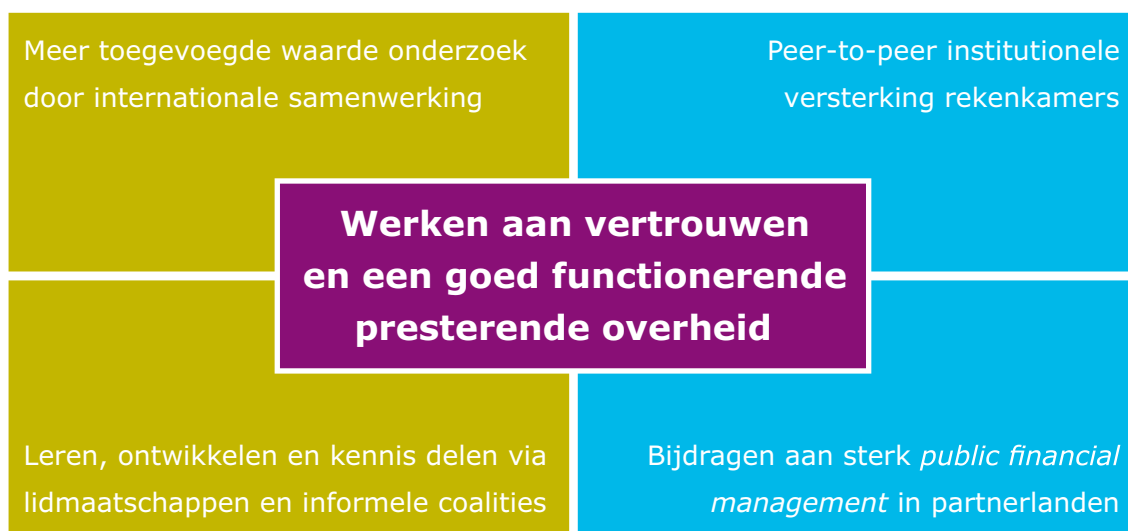 Meer toegevoegde waarde onderzoek
door internationale samenwerking
Peer-to-peer institutionele
versterking rekenkamers
Werken aan vertrouwen
en een goed functionerende
presterende overheid
Leren, ontwikkelen en kennis delen via
lidmaatschappen en informele coalities
Bijdragen aan sterk public financial
management in partnerlanden